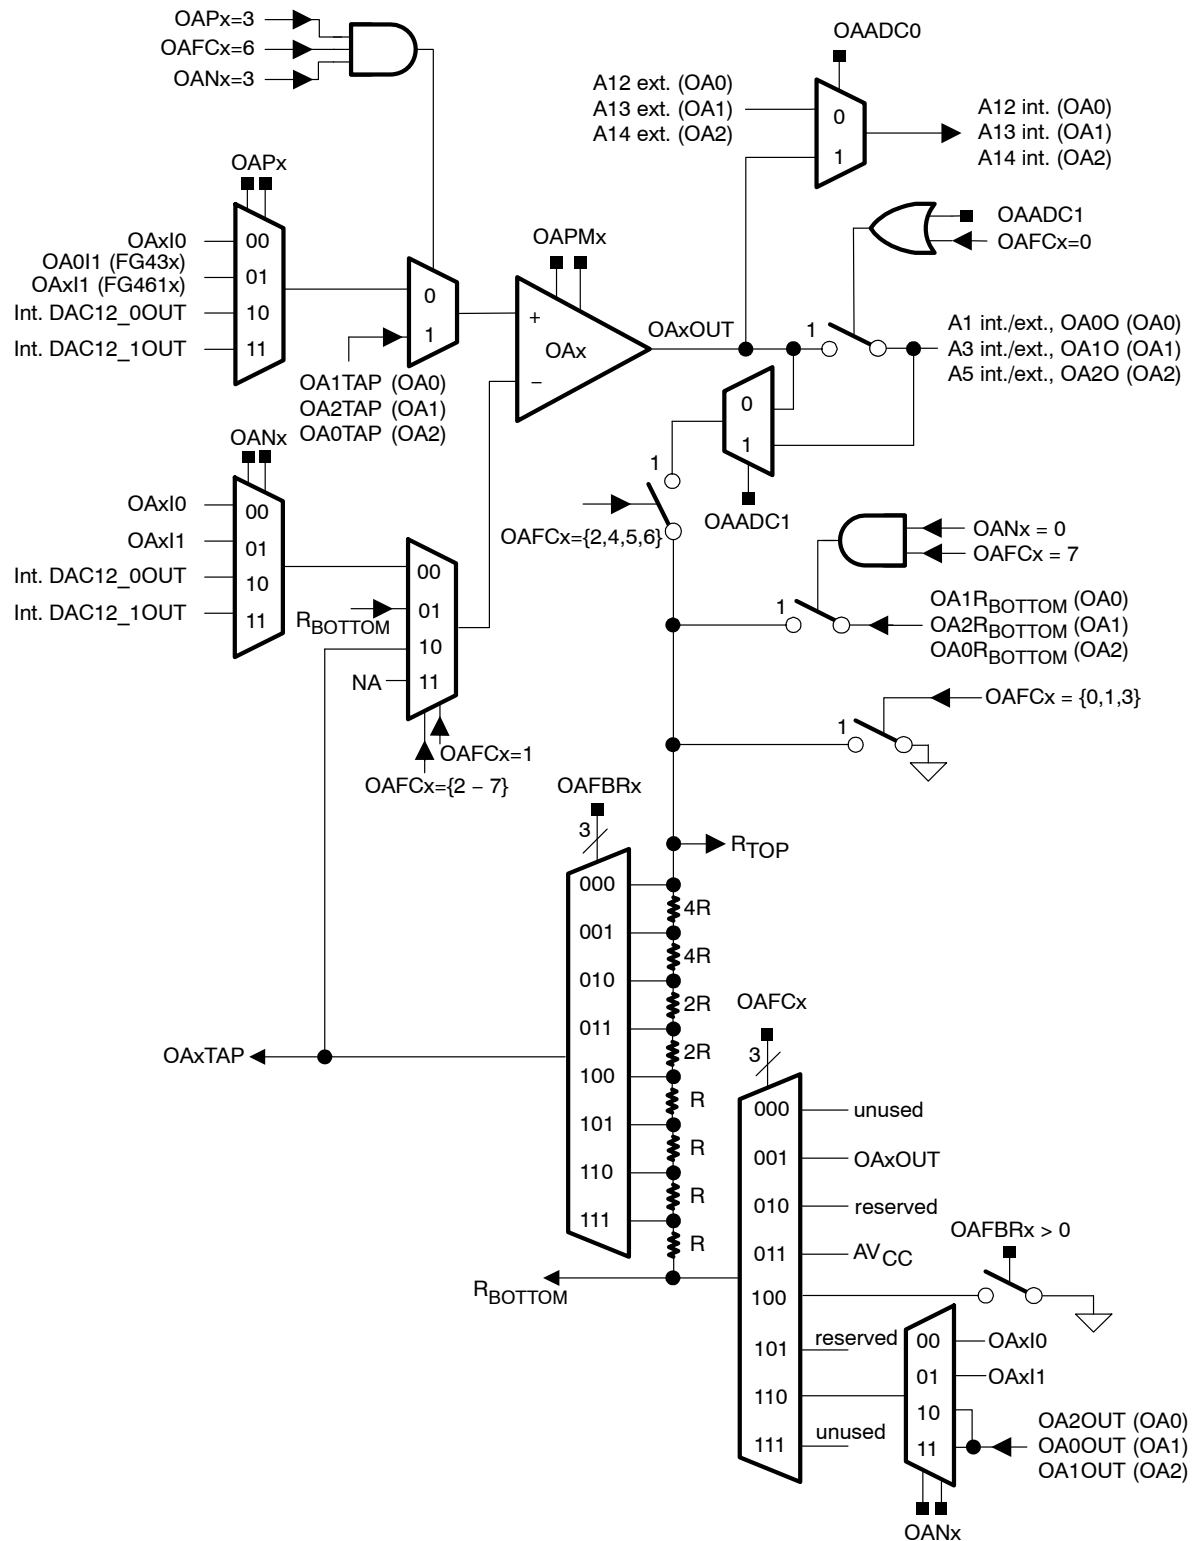 OAPx=3
OAFCx=6
OANx=3
OAADC0
A12 ext. (OA0)
A13 ext. (OA1)
A14 ext. (OA2)
0
1
A12 int. (OA0)
A13 int. (OA1)
A14 int. (OA2)
OAPx
OAxI0
OA0I1 (FG43x)
OAxI1 (FG461x)
Int. DAC12_0OUT
Int. DAC12_1OUT
00
01
10
11
0
1
OA1TAP (OA0)
OA2TAP (OA1)
OA0TAP (OA2)
OAPMx
+
OAx
−
OAxOUT
OAADC1
OAFCx=0
1
A1 int./ext., OA0O (OA0)
A3 int./ext., OA1O (OA1)
A5 int./ext., OA2O (OA2)
0
1
OAADC1
1
OAFCx={2,4,5,6}
OANx
OAxI0
OAxI1
Int. DAC12_0OUT
Int. DAC12_1OUT
00
01
10
11
RBOTTOM
NA
00
01
10
11
OAFCx=1
OAFCx={2 − 7}
OANx = 0
OAFCx = 7
1
OA1RBOTTOM (OA0)
OA2RBOTTOM (OA1)
OA0RBOTTOM (OA2)
OAFCx = {0,1,3}
1
OAFBRx
3
RTOP
000
001
010
011
100
101
110
111
4R
4R
2R
2R
R
R
R
R
OAxTAP
RBOTTOM
OAFCx
3
000
001
010
011
100
101
110
111
unused
OAxOUT
reserved
AVCC
reserved
unused
OAFBRx > 0
00
01
10
11
OAxI0
OAxI1
OA2OUT (OA0)
OA0OUT (OA1)
OA1OUT (OA2)
OANx